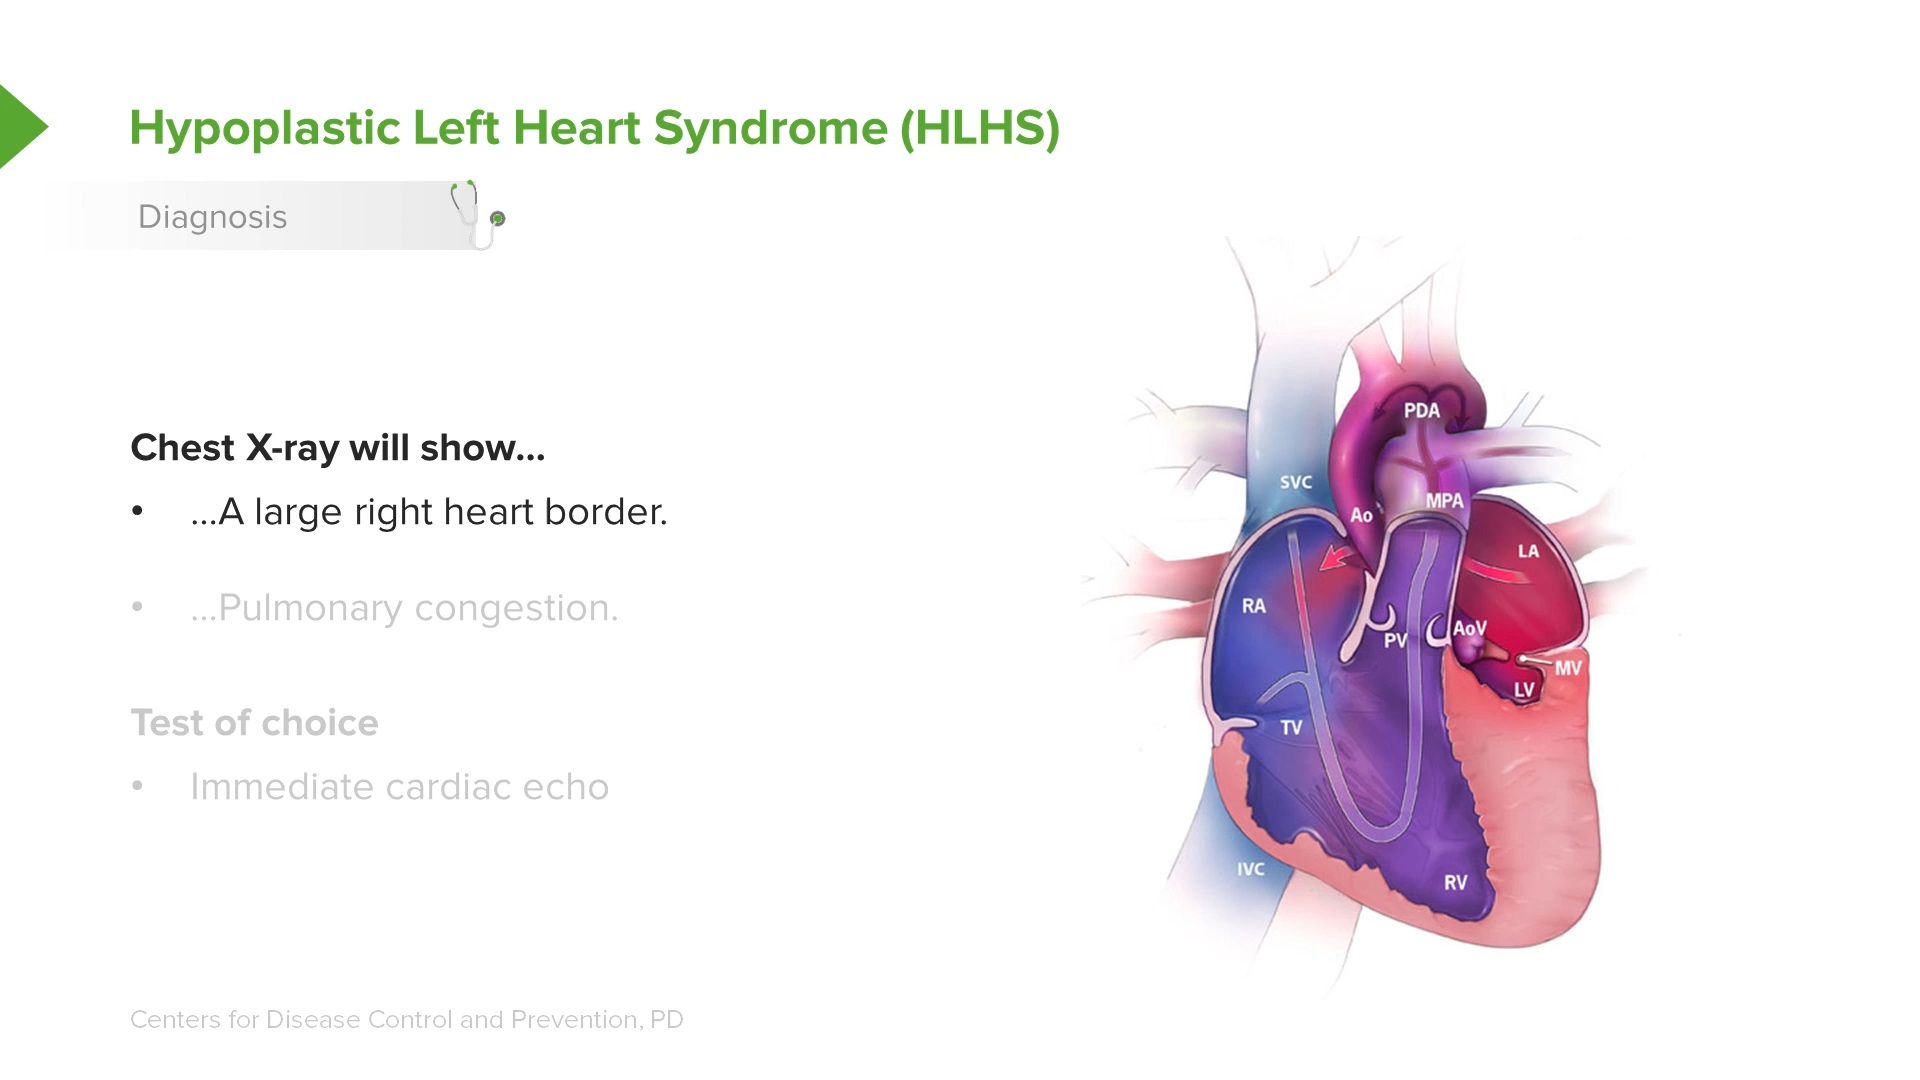 Hypoplastic Left Heart Syndrome (HLHS)
Diagnosis
Chest X-ray will show...
• ...A large right heart border.
• ...Pulmonary congestion.
Test of choice
• Immediate cardiac echo
Centers for Disease Control and Prevention, PD
PDA
SVC
MPA
Ao
LA
RA
AoV
PV
MV
LV
TV
IVC
RV